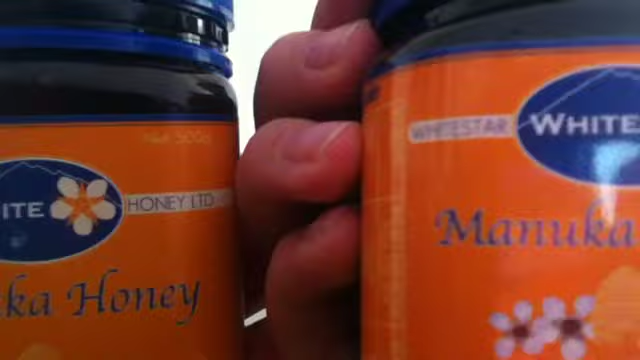 Net 500g
ITE
HONEY LTD
ka Honey
WHITESTAR
WHITE
Manuka